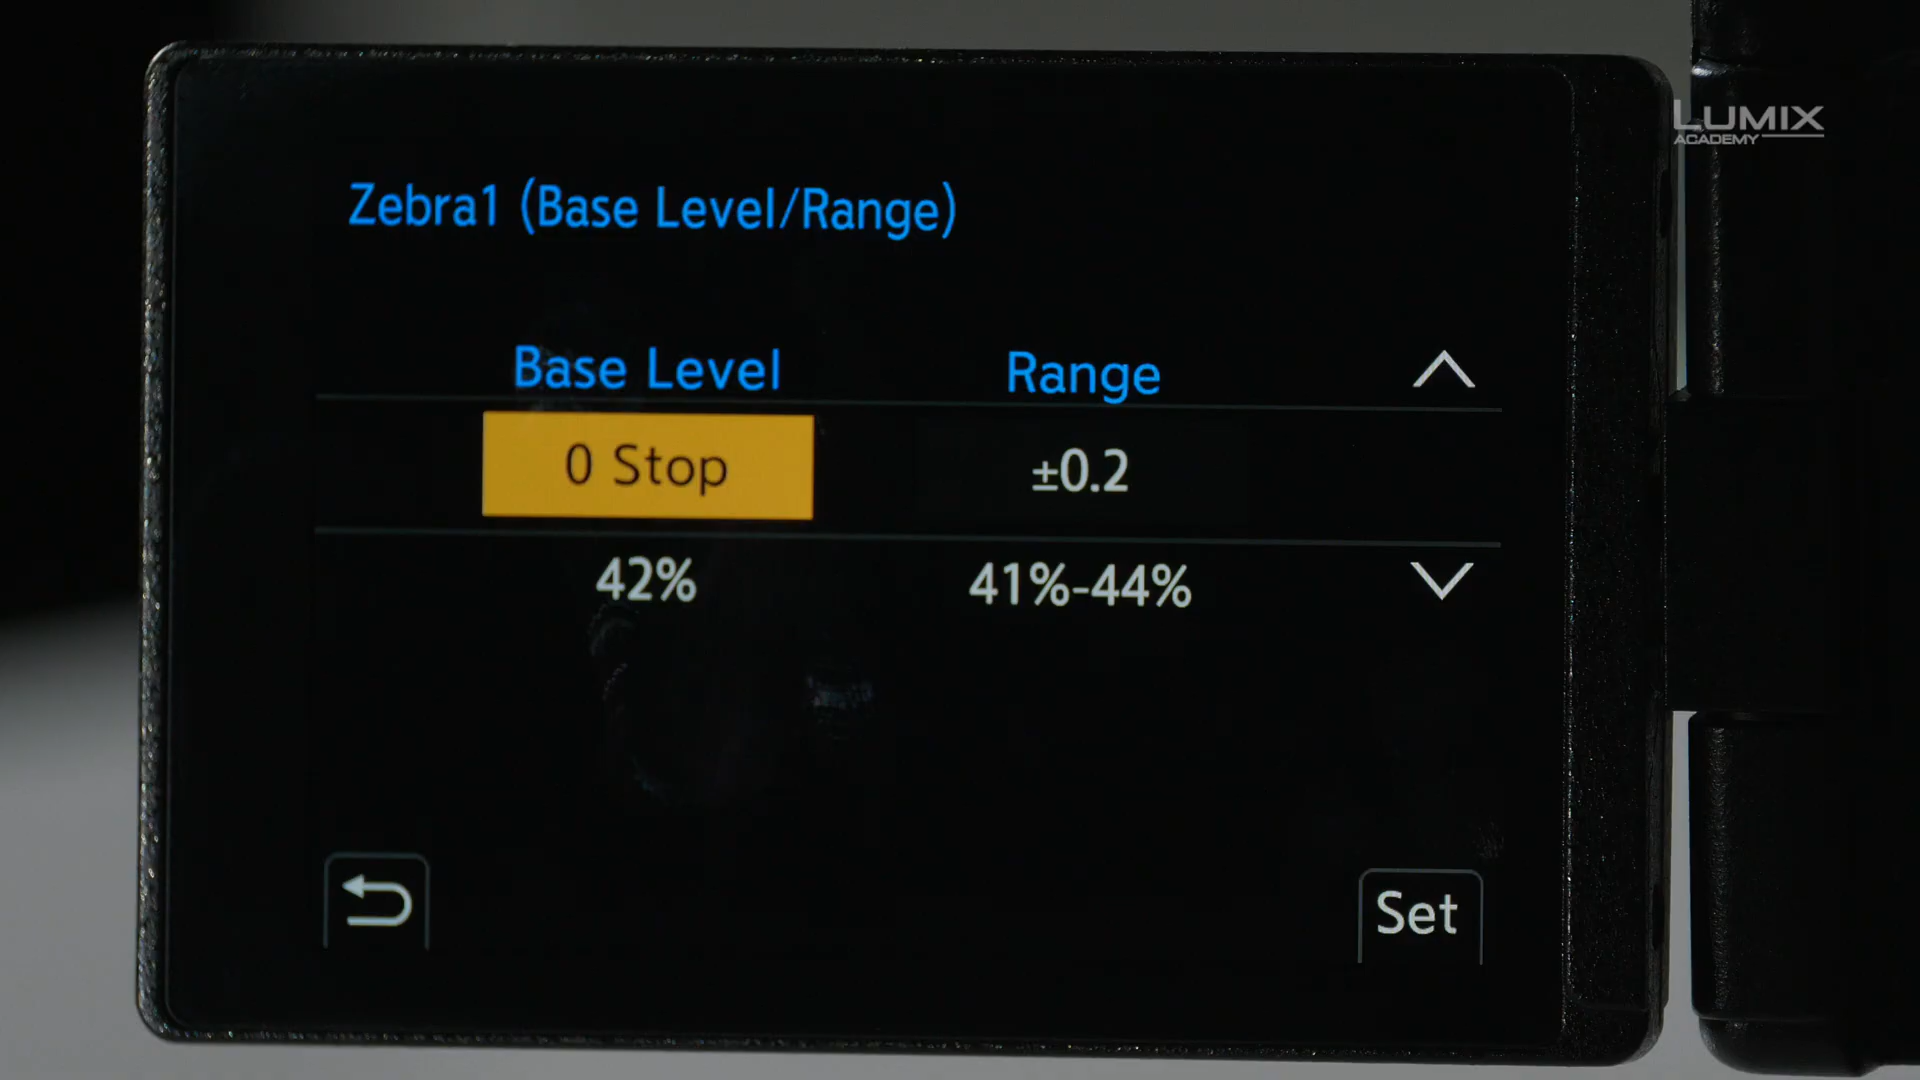 LUMIX
ACADEMY
Zebra1 (Base Level/Range)
Base Level Range
0 Stop ±0.2
42% 41%-44%
Set